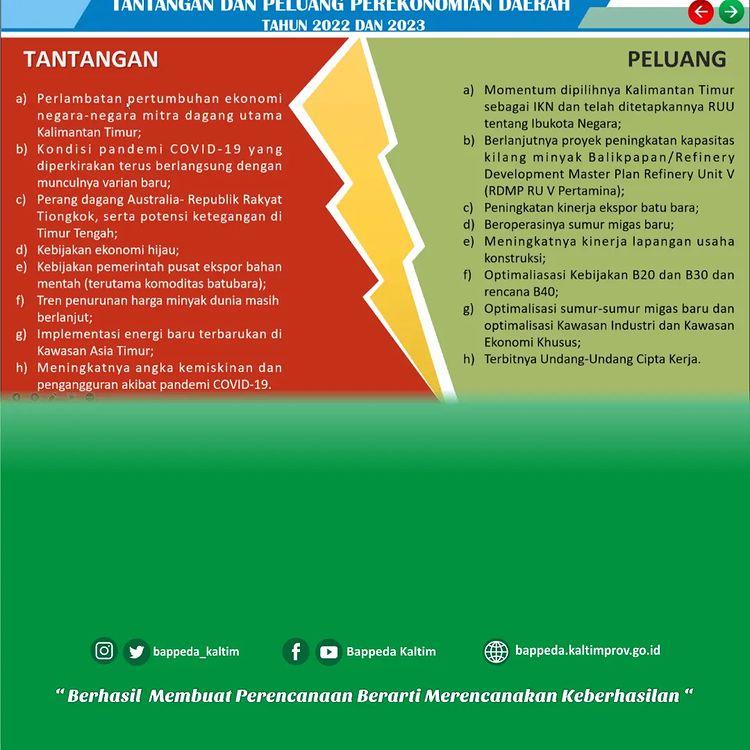 TANTANGAN DAN PELUANG PEREKONOMIAN DAERAH
TAHUN 2022 DAN 2023
TANTANGAN
a) Perlambatan pertumbuhan ekonomi
negara-negara mitra dagang utama
Kalimantan Timur;
b) Kondisi pandemi COVID-19 yang
diperkirakan terus berlangsung dengan
munculnya varian baru;
c) Perang dagang Australia- Republik Rakyat
Tiongkok, serta potensi ketegangan di
Timur Tengah;
d) Kebijakan ekonomi hijau;
e) Kebijakan pemerintah pusat ekspor bahan
mentah (terutama komoditas batubara);
f) Tren penurunan harga minyak dunia masih
berlanjut;
g) Implementasi energi baru terbarukan di
Kawasan Asia Timur;
h) Meningkatnya angka kemiskinan dan
pengangguran akibat pandemi COVID-19.
PELUANG
a) Momentum dipilihnya Kalimantan Timur
sebagai IKN dan telah ditetapkannya RUU
tentang Ibukota Negara;
b) Berlanjutnya proyek peningkatan kapasitas
kilang minyak Balikpapan/Refinery
Development Master Plan Refinery Unit V
(RDMP RU V Pertamina);
c) Peningkatan kinerja ekspor batu bara;
d) Beroperasinya sumur migas baru;
e) Meningkatnya kinerja lapangan usaha
konstruksi;
f) Optimaliasasi Kebijakan B20 dan B30 dan
rencana B40;
g) Optimalisasi sumur-sumur migas baru dan
optimalisasi Kawasan Industri dan Kawasan
Ekonomi Khusus;
h) Terbitnya Undang-Undang Cipta Kerja.
bappeda_kaltim
Bappeda Kaltim
bappeda.kaltimprov.go.id
“ Berhasil Membuat Perencanaan Berarti Merencanakan Keberhasilan “